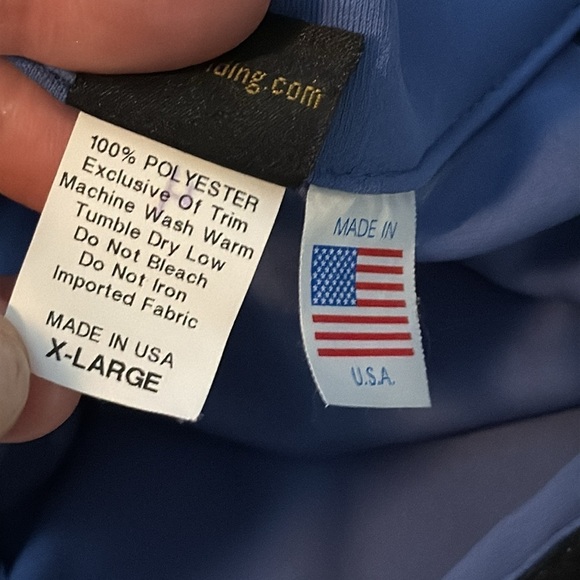 .com
100% POLYESTER
Exclusive Of Trim
Machine Wash Warm
Tumble Dry Low
Do Not Bleach
Do Not Iron
Imported Fabric
MADE IN USA
X-LARGE
MADE IN
U.S.A.